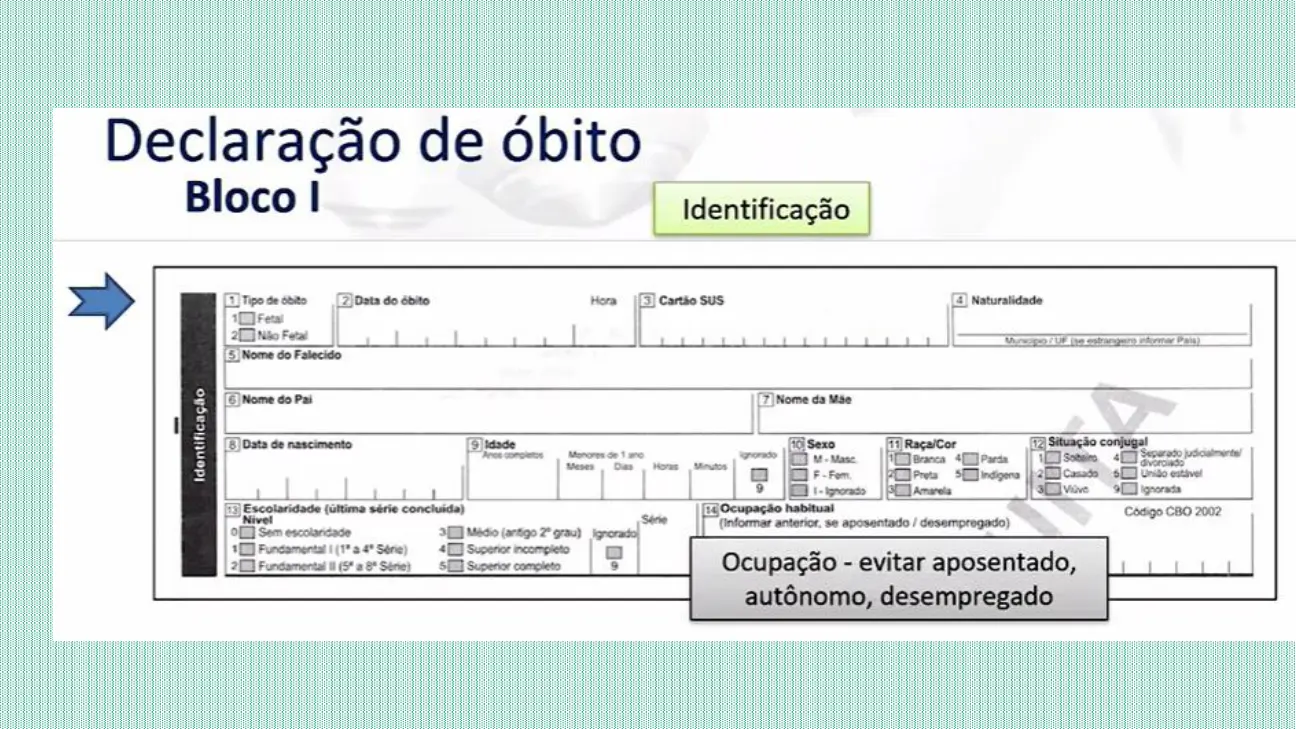 Declaração de óbito
Bloco I
Identificação
I
Identificação
1 Tipo de óbito
1 Fetal
2 Não Fetal
2 Data do óbito Hora
3 Cartão SUS
4 Naturalidade
Município / UF (se estrangeiro informar País)
5 Nome do Falecido
6 Nome do Pai
7 Nome da Mãe
8 Data de nascimento
9 Idade
Anos completos
Menores de 1 ano
Meses Dias Horas Minutos
Ignorado
9
10 Sexo
M - Masc.
F - Fem.
I - Ignorado
11 Raça/Cor
1 Branca 4 Parda
2 Preta 5 Indígena
3 Amarela
12 Situação conjugal
1 Solteiro 4 Separado judicialmente/
divorciado
2 Casado 5 União estável
3 Viúvo 9 Ignorada
13 Escolaridade (última série concluída)
Nível
0 Sem escolaridade 3 Médio (antigo 2º grau)
1 Fundamental I (1ª a 4ª Série) 4 Superior incompleto
2 Fundamental II (5ª a 8ª Série) 5 Superior completo
Ignorado
9
Série
14 Ocupação habitual
(Informar anterior, se aposentado / desempregado)
Código CBO 2002
Ocupação - evitar aposentado,
autônomo, desempregado